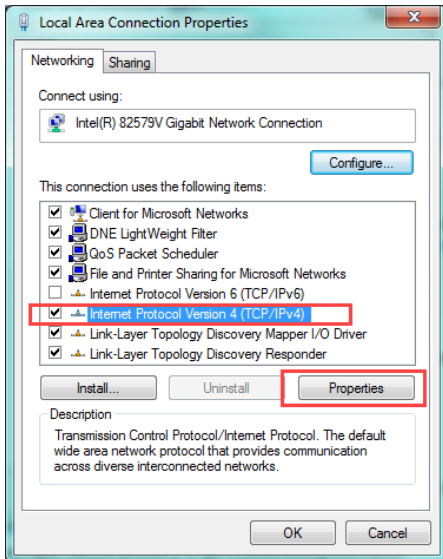 Local Area Connection Properties
Networking
Sharing
Connect using:
Intel(R) 82579V Gigabit Network Connection
Configure...
This connection uses the following items:
Client for Microsoft Networks
DNE LightWeight Filter
QoS Packet Scheduler
File and Printer Sharing for Microsoft Networks
Internet Protocol Version 6 (TCP/IPv6)
Internet Protocol Version 4 (TCP/IPv4)
Link-Layer Topology Discovery Mapper I/O Driver
Link-Layer Topology Discovery Responder
Install...
Uninstall
Properties
Description
Transmission Control Protocol/Internet Protocol. The default
wide area network protocol that provides communication
across diverse interconnected networks.
OK
Cancel